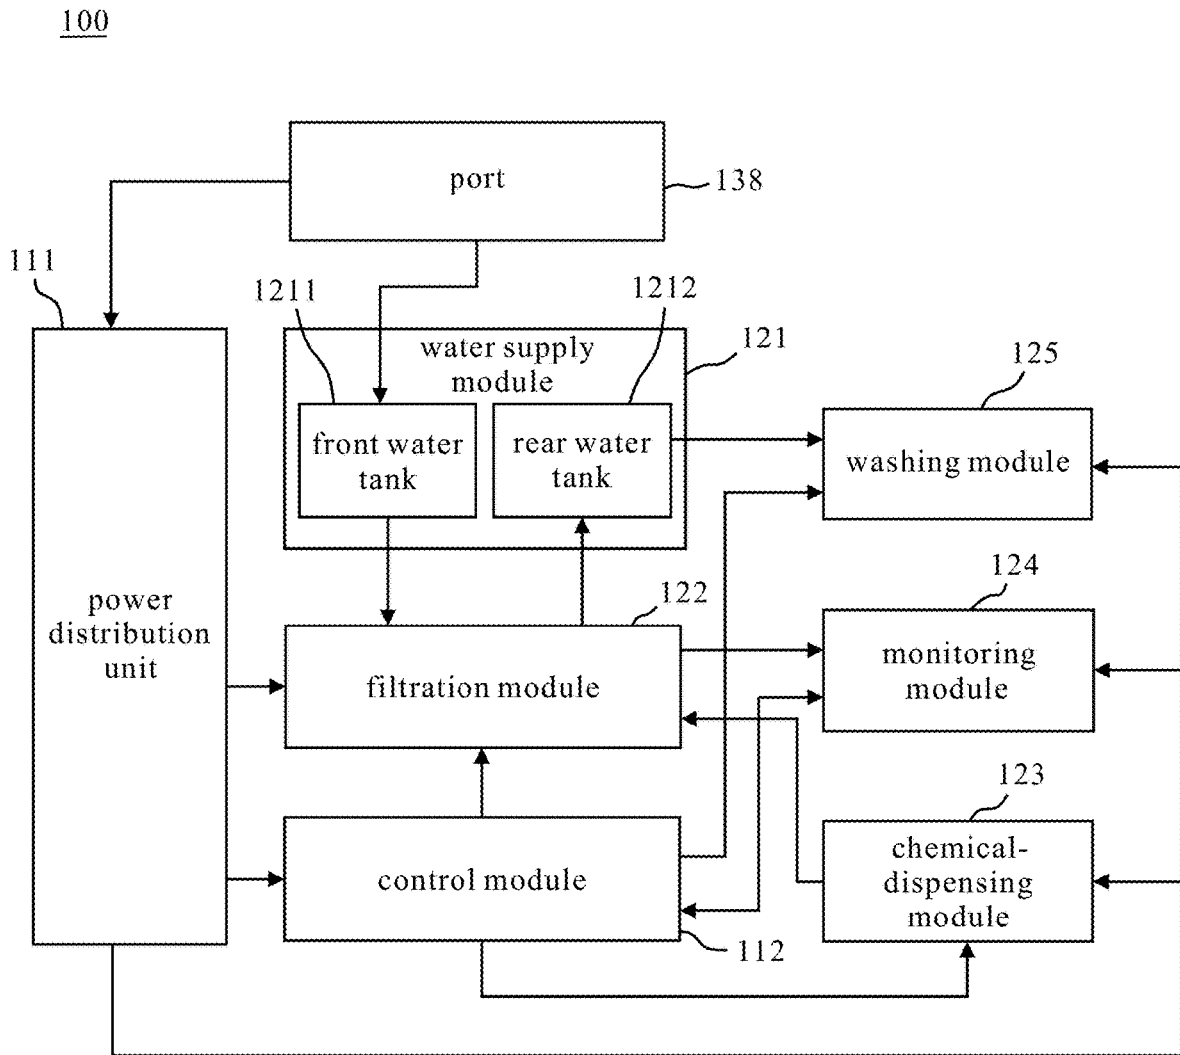 100
port
138
111
1211
1212
water supply
module
121
125
front water
tank
rear water
tank
washing module
power
distribution
unit
122
124
filtration module
monitoring
module
123
control module
chemical-
dispensing
module
112